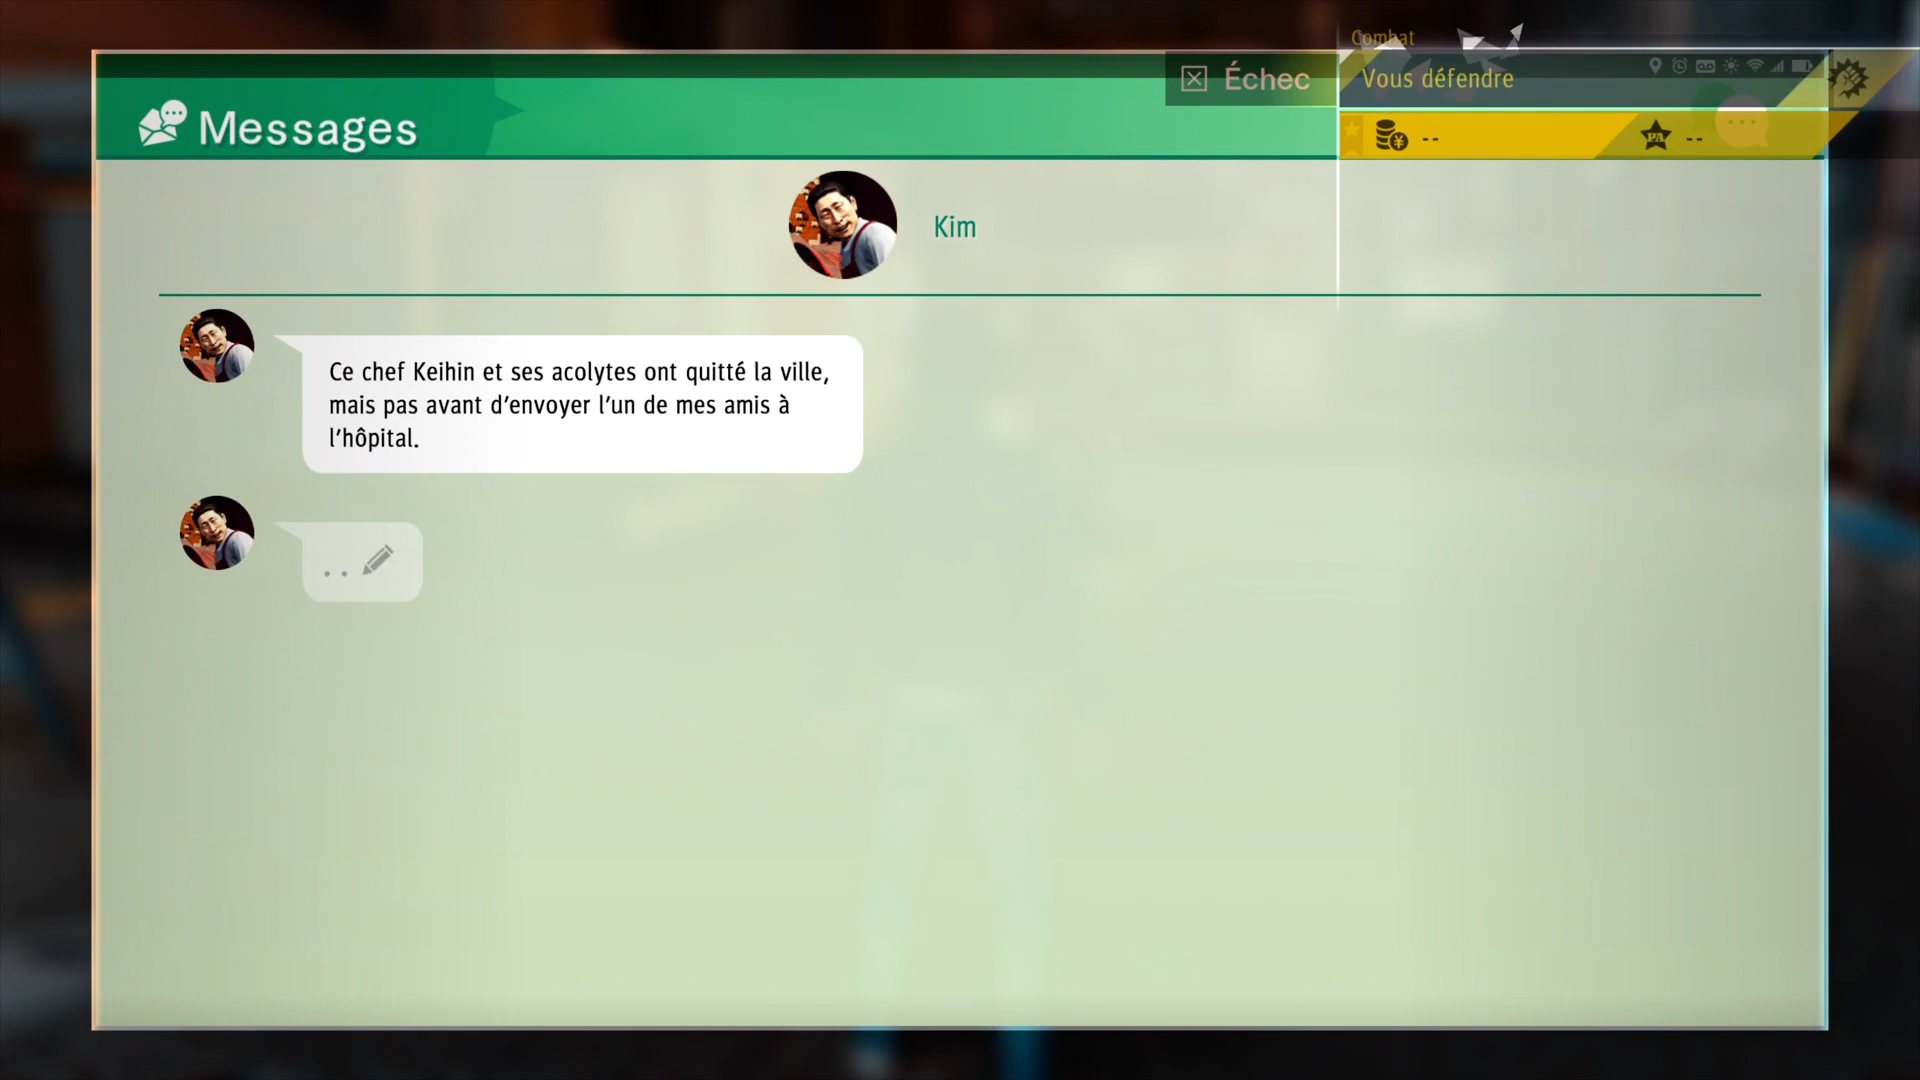 Combat
Échec
Vous défendre
-- PA --
Messages
Kim
Ce chef Keihin et ses acolytes ont quitté la ville,
mais pas avant d'envoyer l'un de mes amis à
l'hôpital.